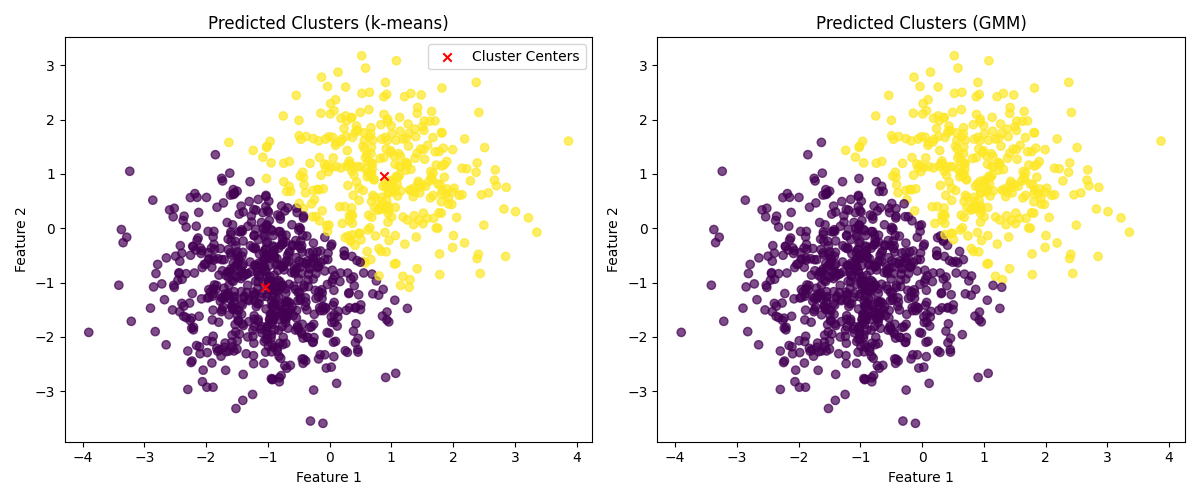 Predicted Clusters (k-means)
Cluster Centers
3
2
1
0
−1
−2
−3
Feature 2
−4 −3 −2 −1 0 1 2 3 4
Feature 1
Predicted Clusters (GMM)
3
2
1
0
−1
−2
−3
Feature 2
−4 −3 −2 −1 0 1 2 3 4
Feature 1